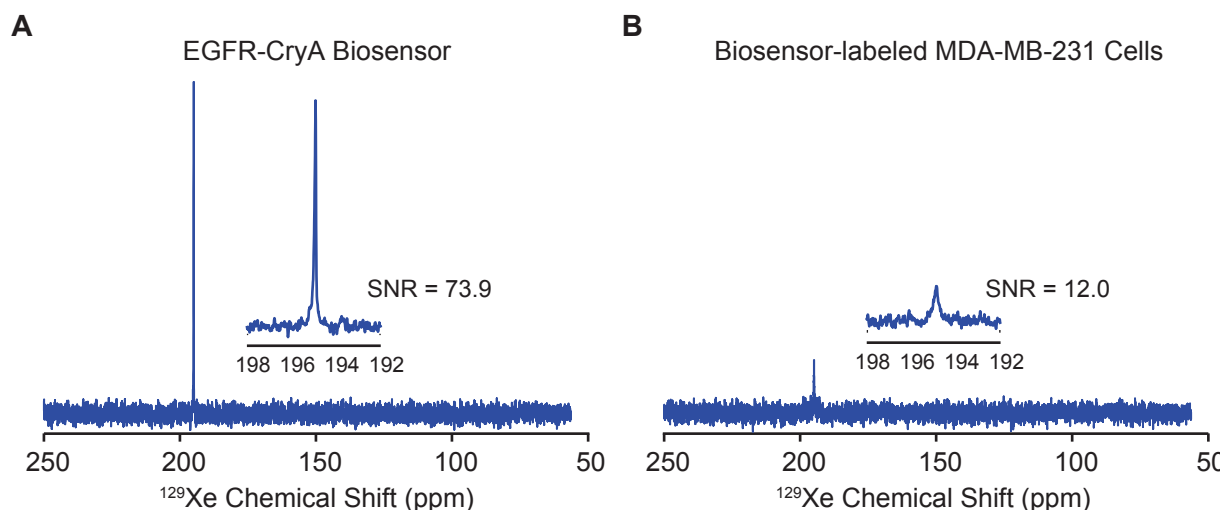 A
EGFR-CryA Biosensor
SNR = 73.9
198 196 194 192
250 200 150 100 50
¹²⁹Xe Chemical Shift (ppm)
B
Biosensor-labeled MDA-MB-231 Cells
SNR = 12.0
198 196 194 192
250 200 150 100 50
¹²⁹Xe Chemical Shift (ppm)